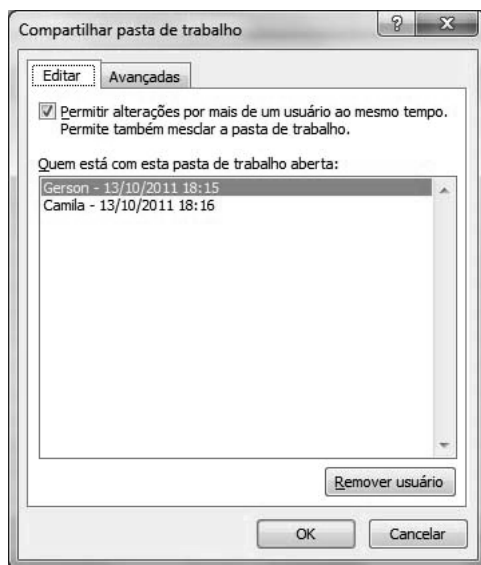 Compartilhar pasta de trabalho
Editar
Avançadas
Permitir alterações por mais de um usuário ao mesmo tempo.
Permite também mesclar a pasta de trabalho.
Quem está com esta pasta de trabalho aberta:
Gerson - 13/10/2011 18:15
Camila - 13/10/2011 18:16
Remover usuário
OK
Cancelar